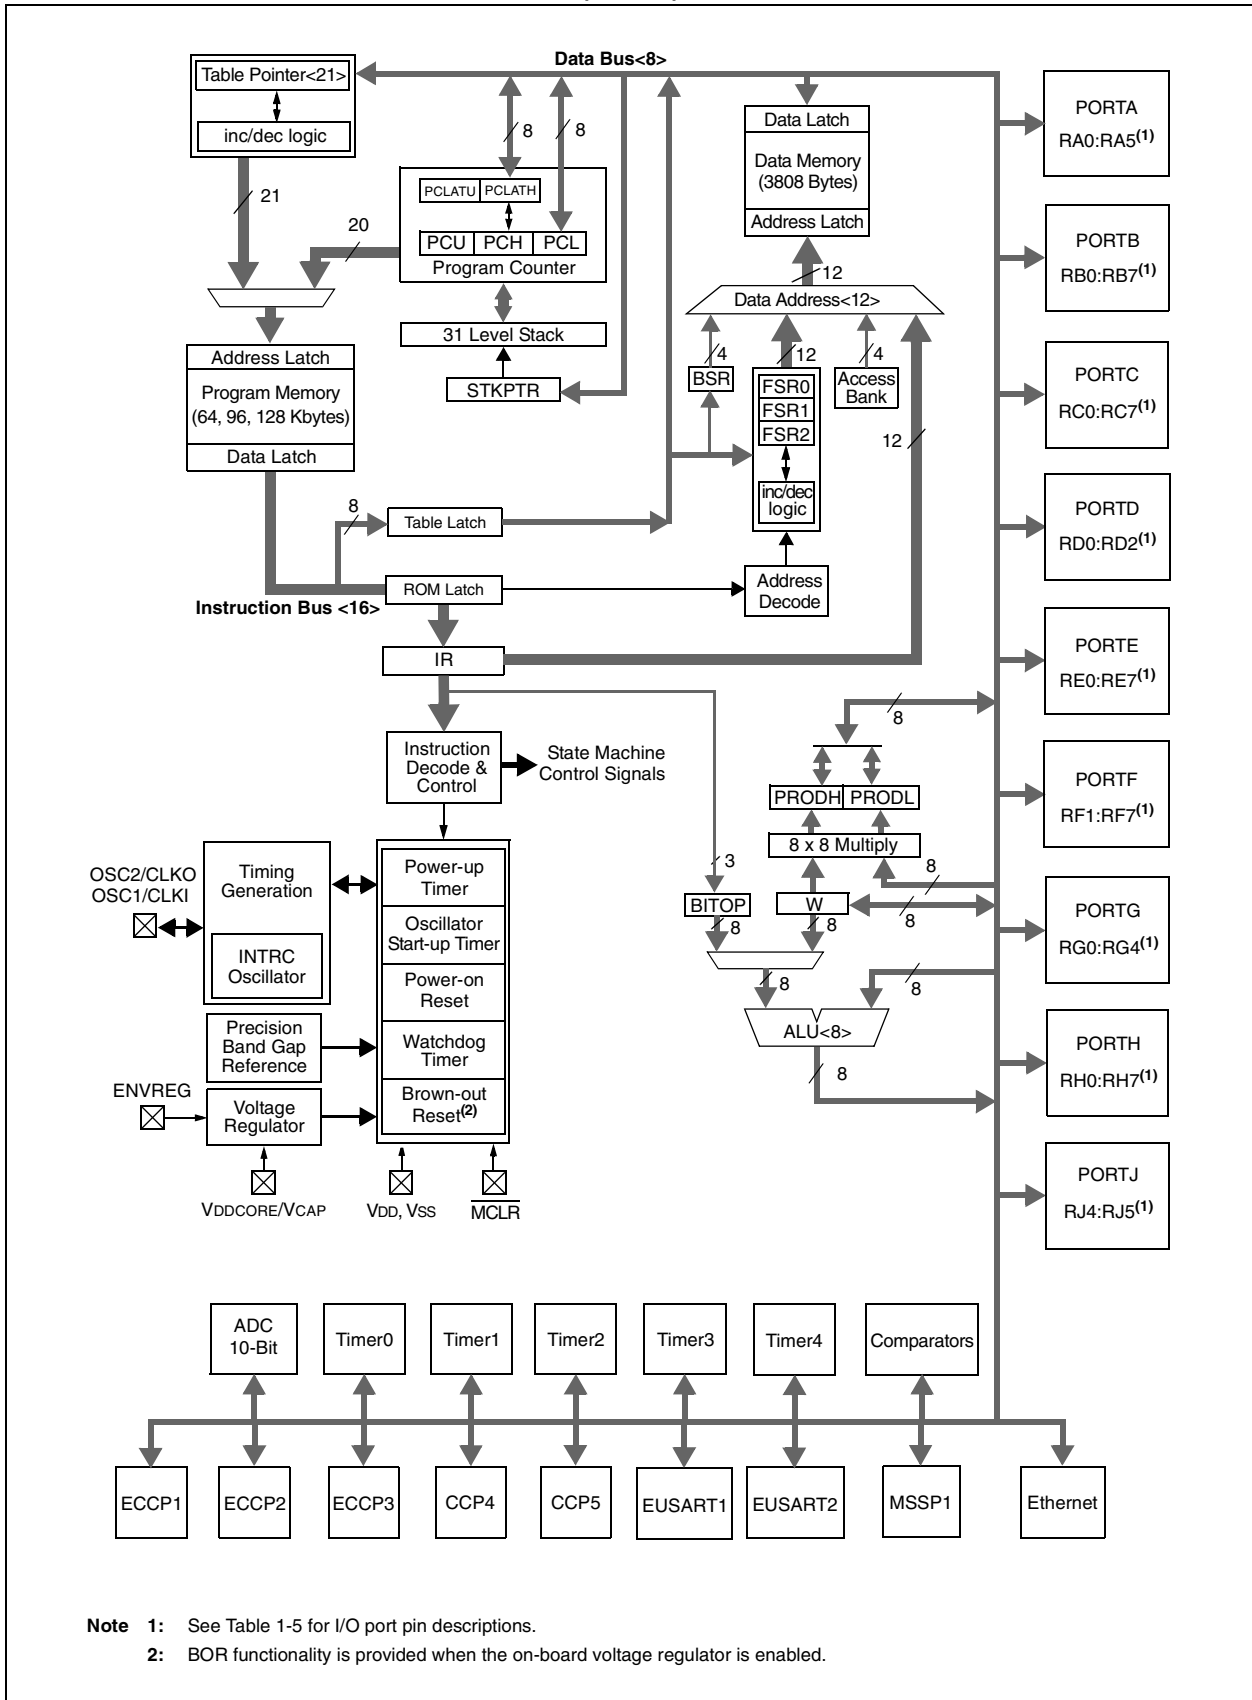 Data Bus<8>
Table Pointer<21>
inc/dec logic
21
20
8
8
PCLATU PCLATH
PCU PCH PCL
Program Counter
31 Level Stack
STKPTR
Address Latch
Program Memory
(64, 96, 128 Kbytes)
Data Latch
8
Table Latch
ROM Latch
Instruction Bus <16>
IR
Data Latch
Data Memory
(3808 Bytes)
Address Latch
12
Data Address<12>
4
12
4
BSR
FSR0
FSR1
FSR2
inc/dec
logic
Access
Bank
12
Address
Decode
8
PRODH PRODL
8 x 8 Multiply
3
8
BITOP
W
8
8
8
8
8
ALU<8>
8
Instruction
Decode &
Control
State Machine
Control Signals
OSC2/CLKO
OSC1/CLKI
Timing
Generation
INTRC
Oscillator
Power-up
Timer
Oscillator
Start-up Timer
Power-on
Reset
Watchdog
Timer
Brown-out
Reset(2)
Precision
Band Gap
Reference
ENVREG
Voltage
Regulator
VDDCORE/VCAP
VDD, VSS
MCLR
PORTA
RA0:RA5(1)
PORTB
RB0:RB7(1)
PORTC
RC0:RC7(1)
PORTD
RD0:RD2(1)
PORTE
RE0:RE7(1)
PORTF
RF1:RF7(1)
PORTG
RG0:RG4(1)
PORTH
RH0:RH7(1)
PORTJ
RJ4:RJ5(1)
ADC
10-Bit
Timer0
Timer1
Timer2
Timer3
Timer4
Comparators
ECCP1
ECCP2
ECCP3
CCP4
CCP5
EUSART1
EUSART2
MSSP1
Ethernet
Note 1: See Table 1-5 for I/O port pin descriptions.
2: BOR functionality is provided when the on-board voltage regulator is enabled.